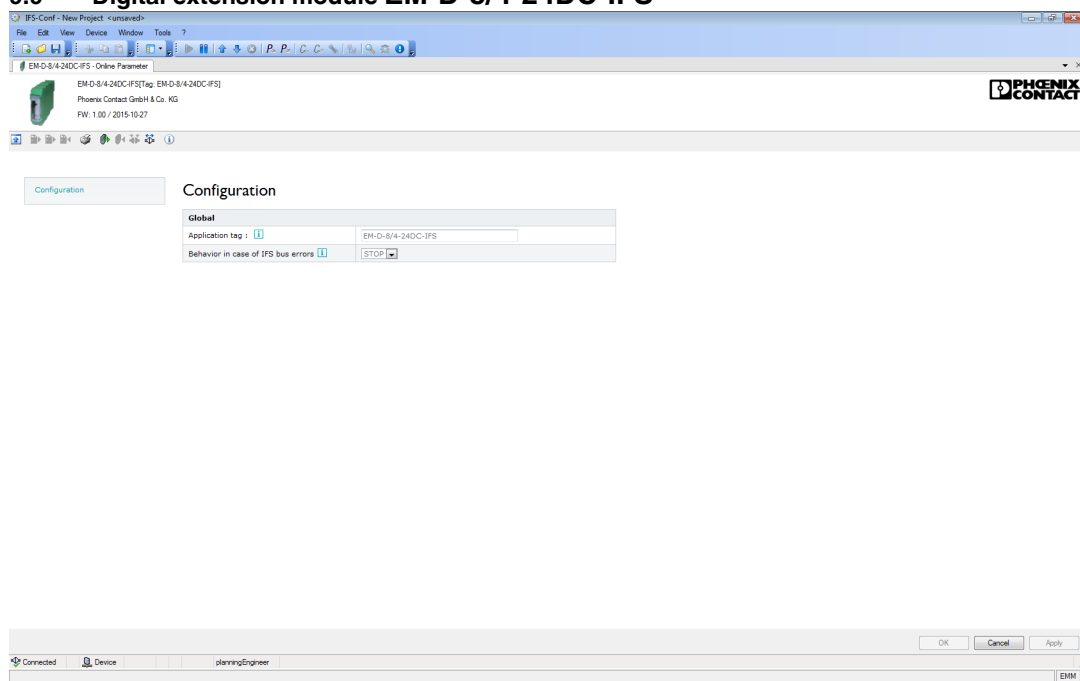 Digital extension module EM-D-8/4-24DC-IFS
IFS-Conf - New Project <unsaved>
File Edit View Device Window Tools ?
EM-D-8/4-24DC-IFS - Online Parameter
EM-D-8/4-24DC-IFS[Tag: EM-D-8/4-24DC-IFS]
Phoenix Contact GmbH & Co. KG
FW: 1.00 / 2015-10-27
PHŒNIX
CONTACT
Configuration
Configuration
Global
Application tag : i EM-D-8/4-24DC-IFS
Behavior in case of IFS bus errors i STOP
OK Cancel Apply
Connected Device planningEngineer
EMM